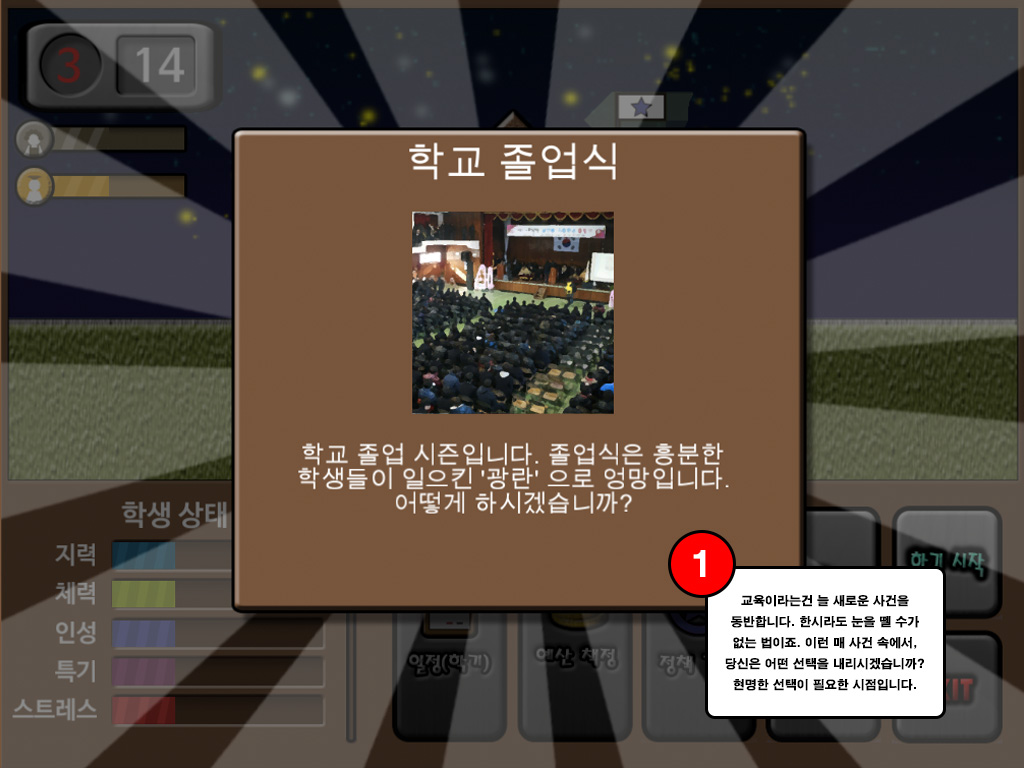 3 14
학교 졸업식
학교 졸업 시즌입니다. 졸업식은 흥분한
학생들이 일으킨 '광란' 으로 엉망입니다.
어떻게 하시겠습니까?
학생 상태
지력
체력
인성
특기
스트레스
일정(학기)
예산 책정
정책
학기 시작
1
교육이라는건 늘 새로운 사건을
동반합니다. 한시라도 눈을 뗄 수가
없는 법이죠. 이런 매 사건 속에서,
당신은 어떤 선택을 내리시겠습니까?
현명한 선택이 필요한 시점입니다.